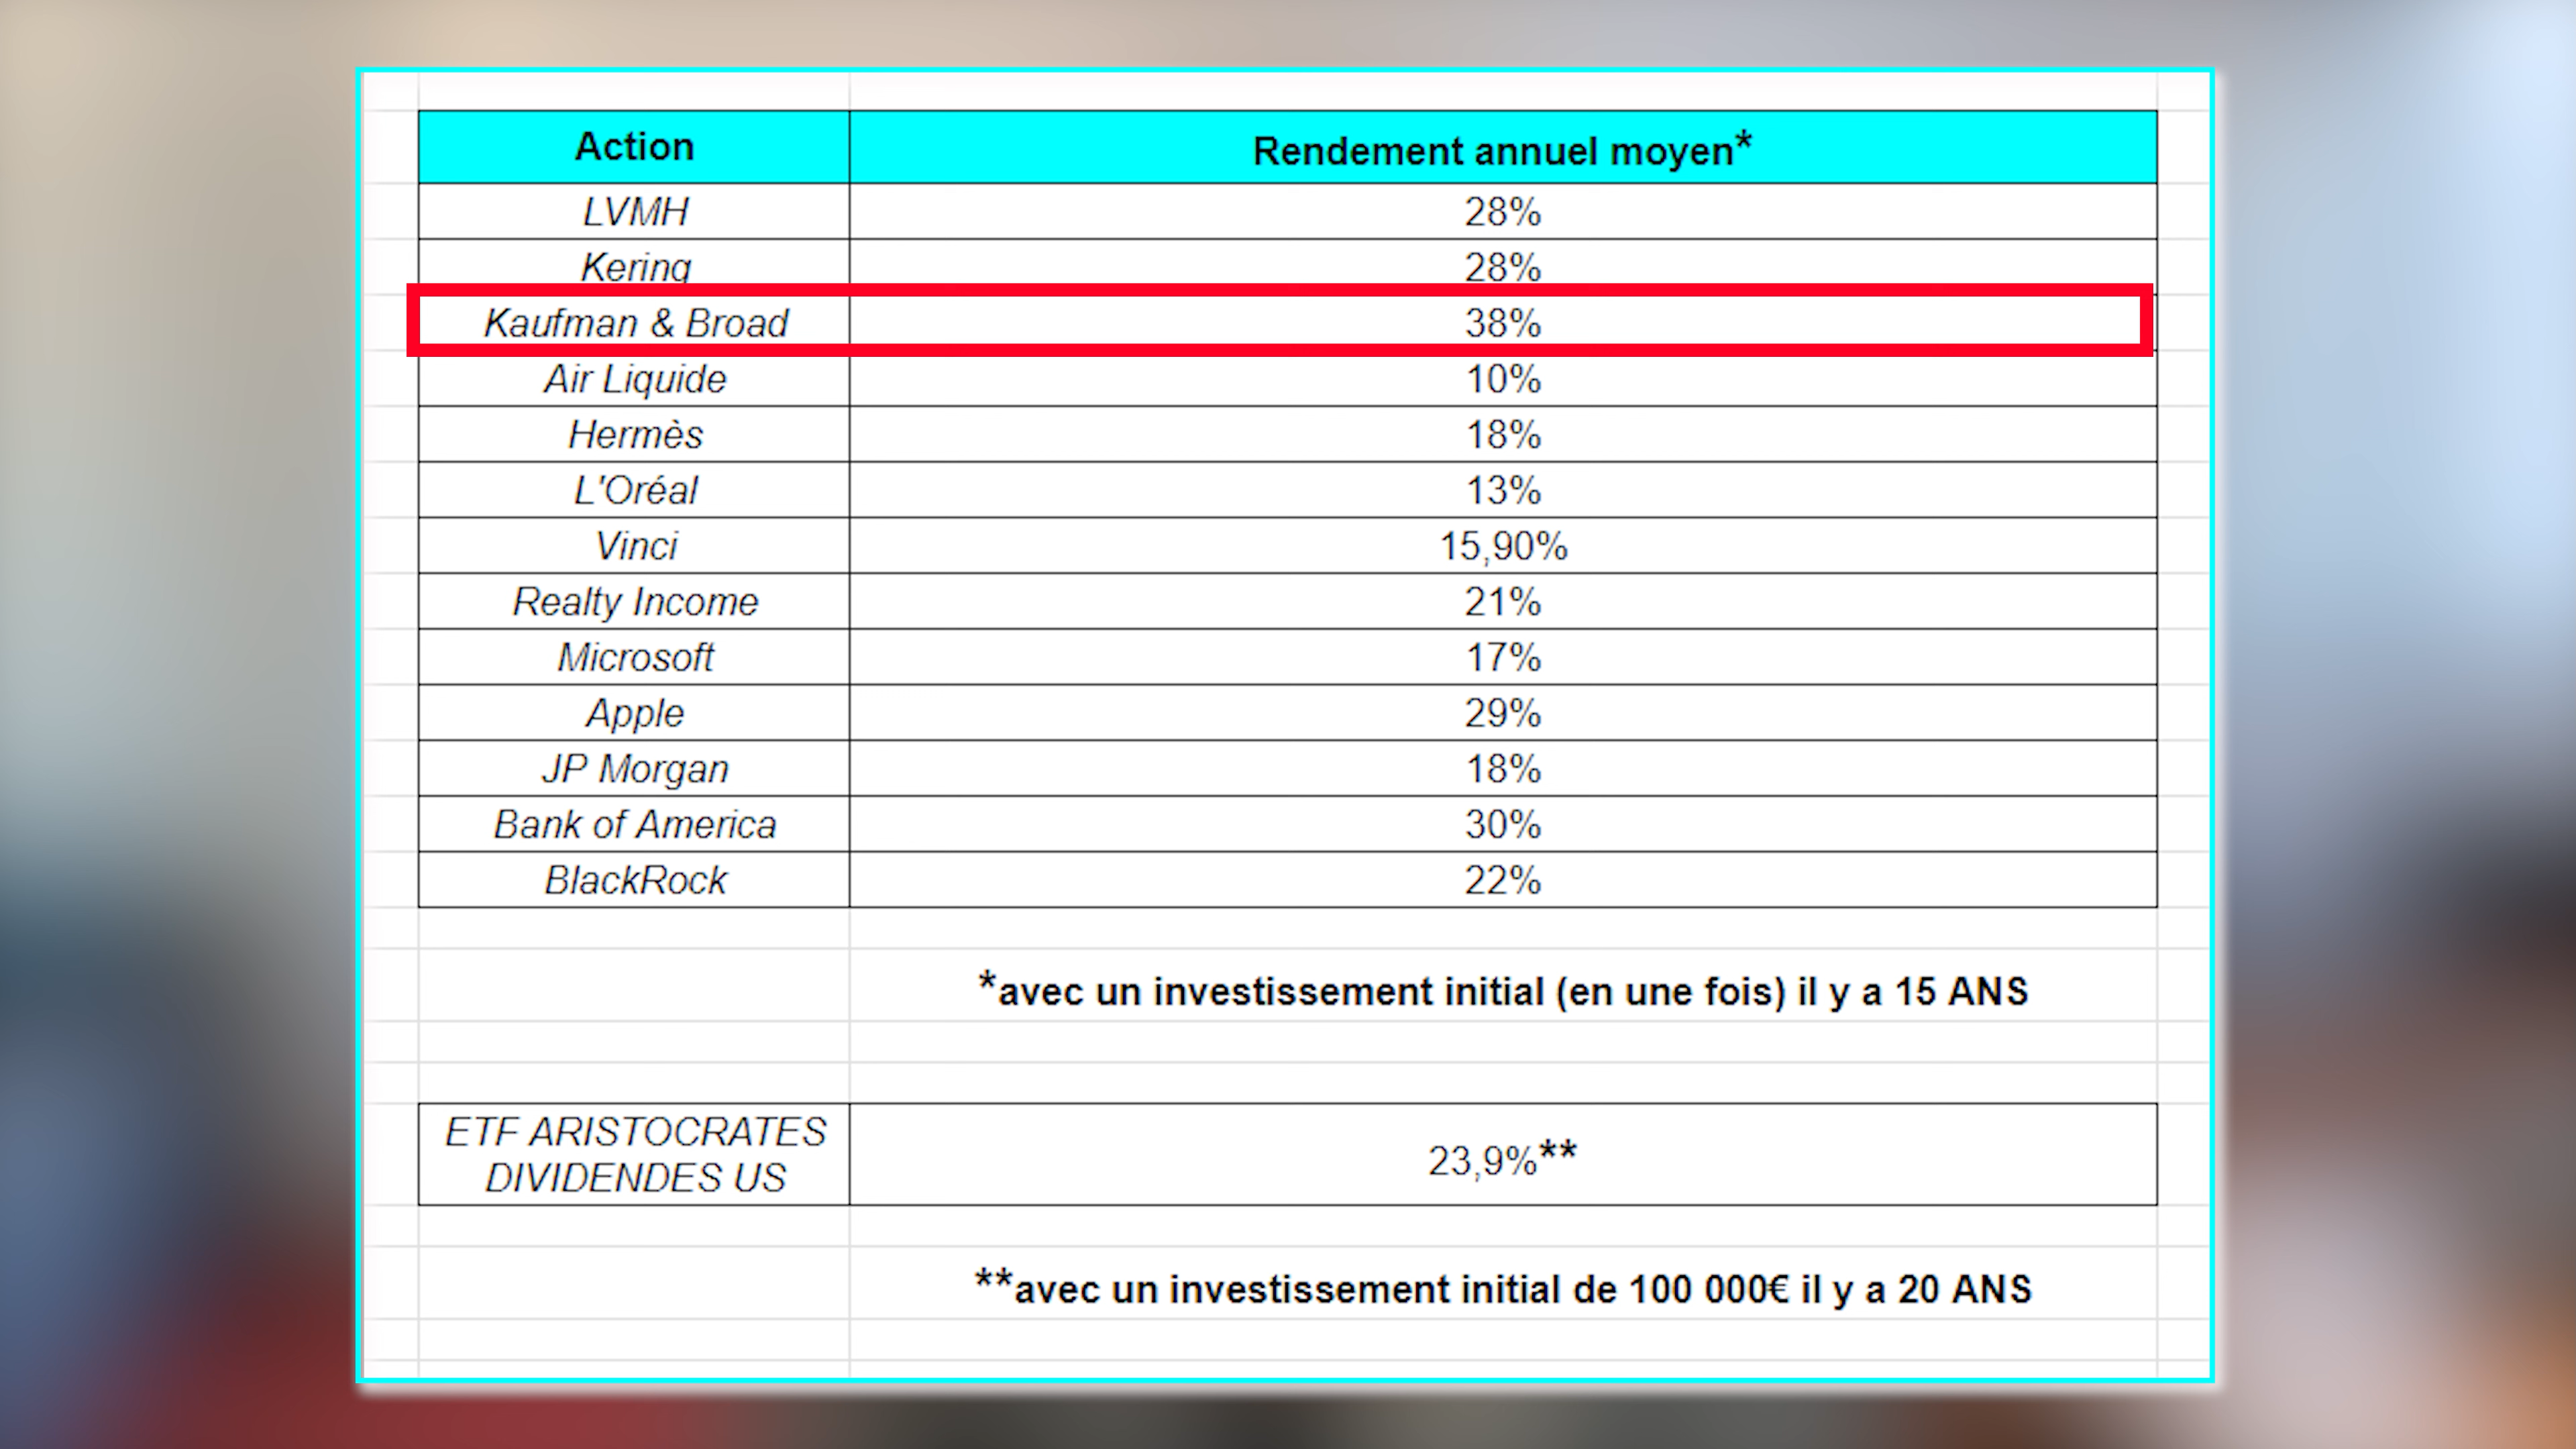 Action Rendement annuel moyen*
LVMH 28%
Kering 28%
Kaufman & Broad 38%
Air Liquide 10%
Hermès 18%
L'Oréal 13%
Vinci 15,90%
Realty Income 21%
Microsoft 17%
Apple 29%
JP Morgan 18%
Bank of America 30%
BlackRock 22%
*avec un investissement initial (en une fois) il y a 15 ANS
ETF ARISTOCRATES
DIVIDENDES US
23,9%**
**avec un investissement initial de 100 000€ il y a 20 ANS